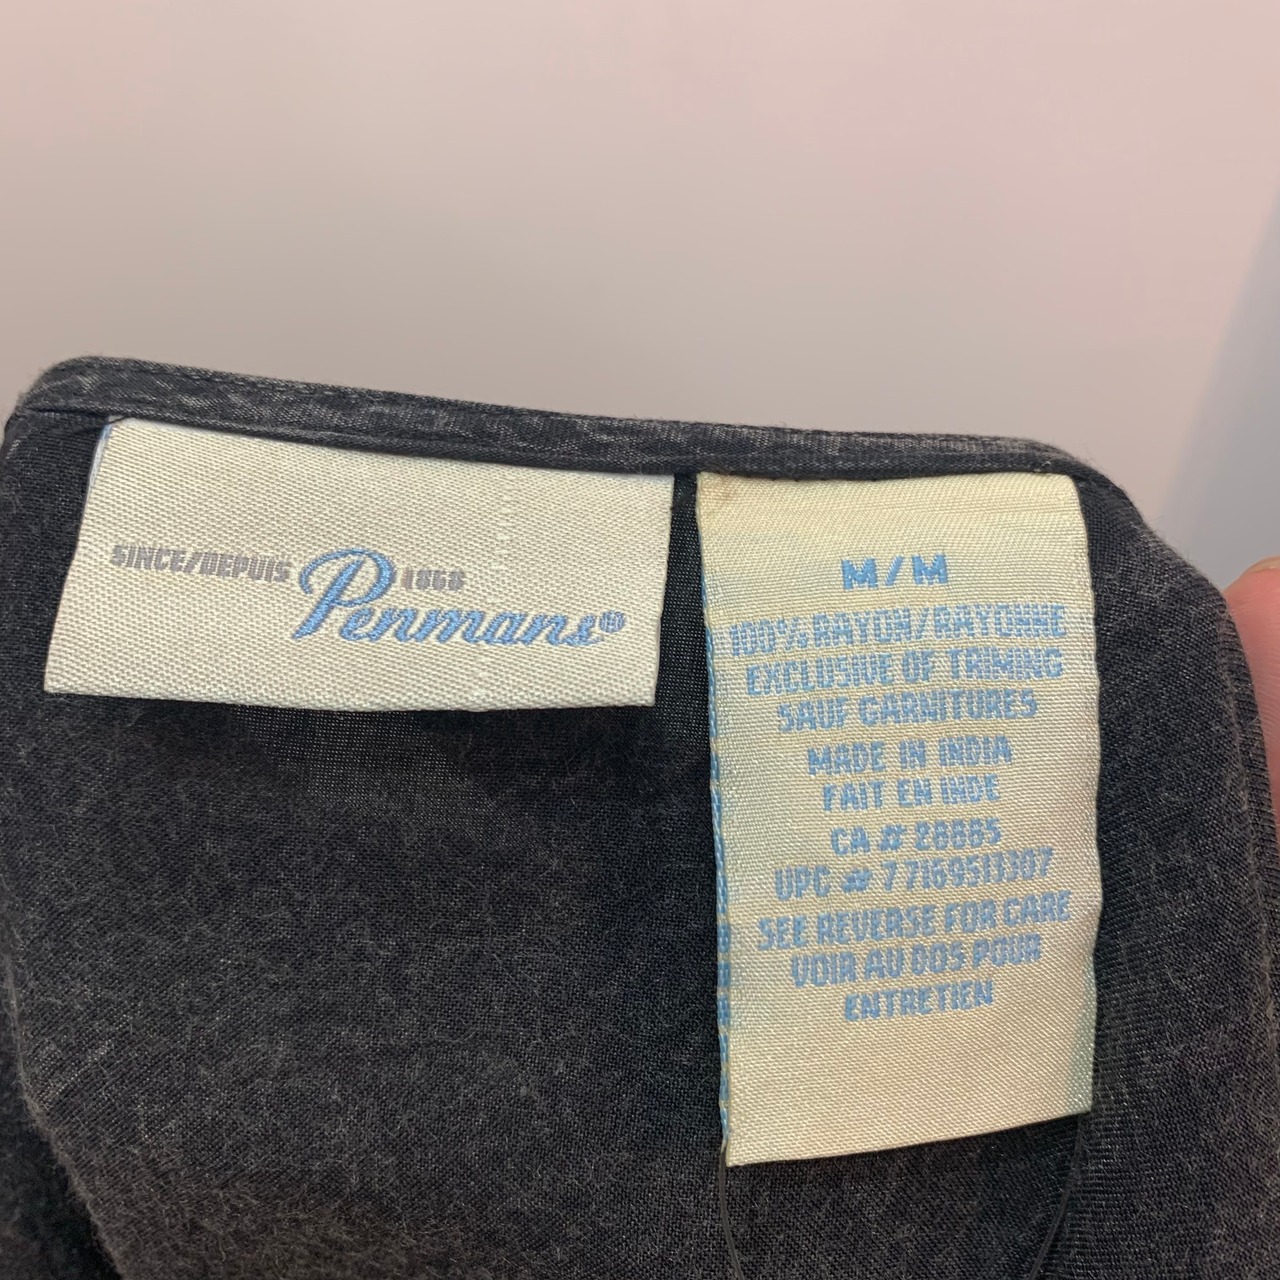 SINCE/DEPUIS Penmans 1868
M/M
100% RAYON/RAYONNE
EXCLUSIVE OF TRIMING
SAUF GARNITURES
MADE IN INDIA
FAIT EN INDE
CA # 28885
UPC # 77169511307
SEE REVERSE FOR CARE
VOIR AU DOS POUR
ENTRETIEN